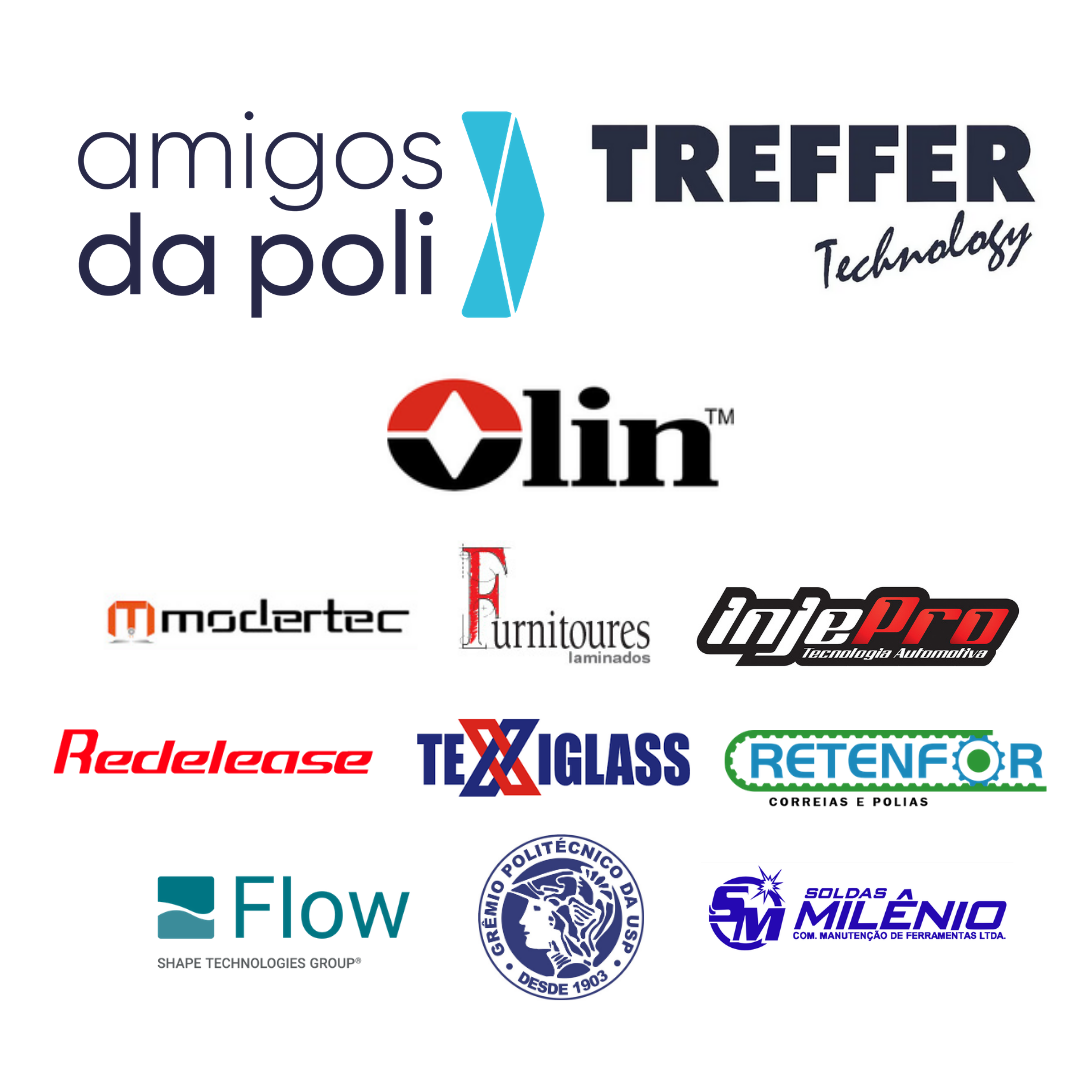 amigos
da poli
TREFFER
Technology
Olin™
modertec
Furnitoures
laminados
injePro
Tecnologia Automotiva
Redelease
TEXIGLASS
RETENFOR
CORREIAS E POLIAS
Flow
SHAPE TECHNOLOGIES GROUP®
GRÊMIO POLITÉCNICO DA USP
• DESDE 1903 •
SM
SOLDAS
MILÊNIO
COM. MANUTENÇÃO DE FERRAMENTAS LTDA.